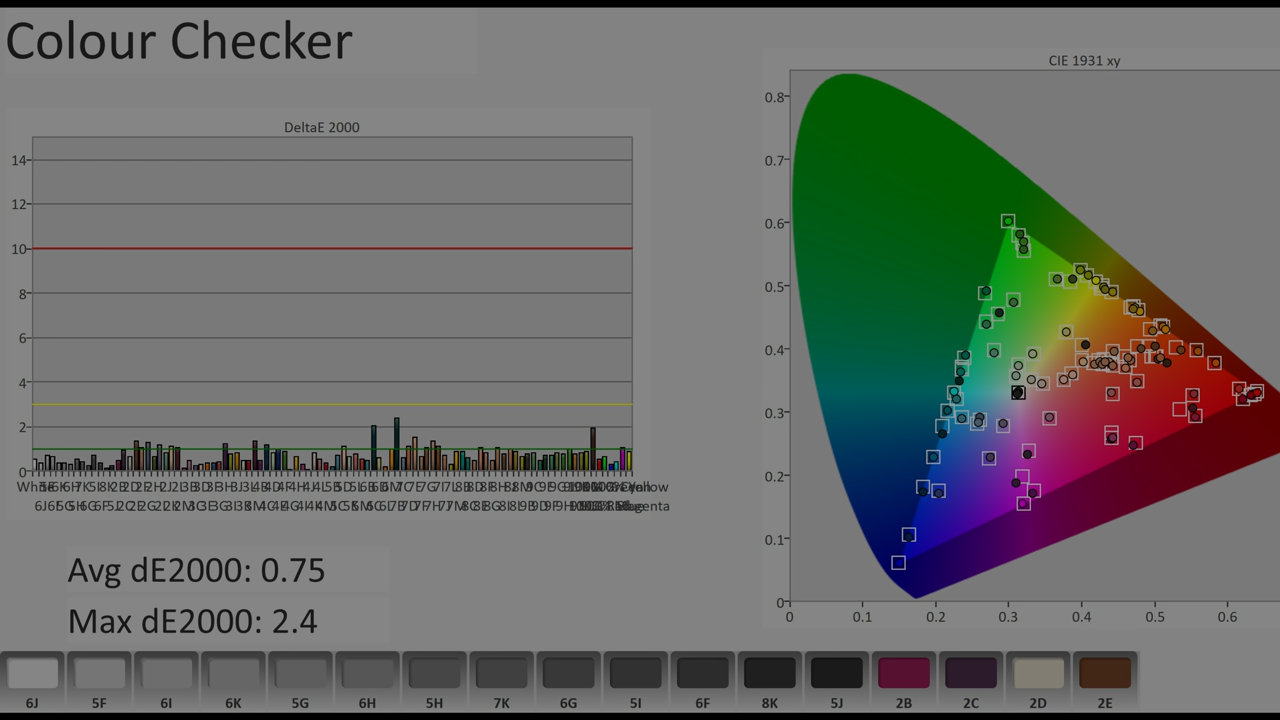 Colour Checker
DeltaE 2000
14
12
10
8
6
4
2
0
Avg dE2000: 0.75
Max dE2000: 2.4
CIE 1931 xy
0.8
0.7
0.6
0.5
0.4
0.3
0.2
0.1
0
0 0.1 0.2 0.3 0.4 0.5 0.6
6J 5F 6I 6K 5G 6H 5H 7K 6G 5I 6F 8K 5J 2B 2C 2D 2E